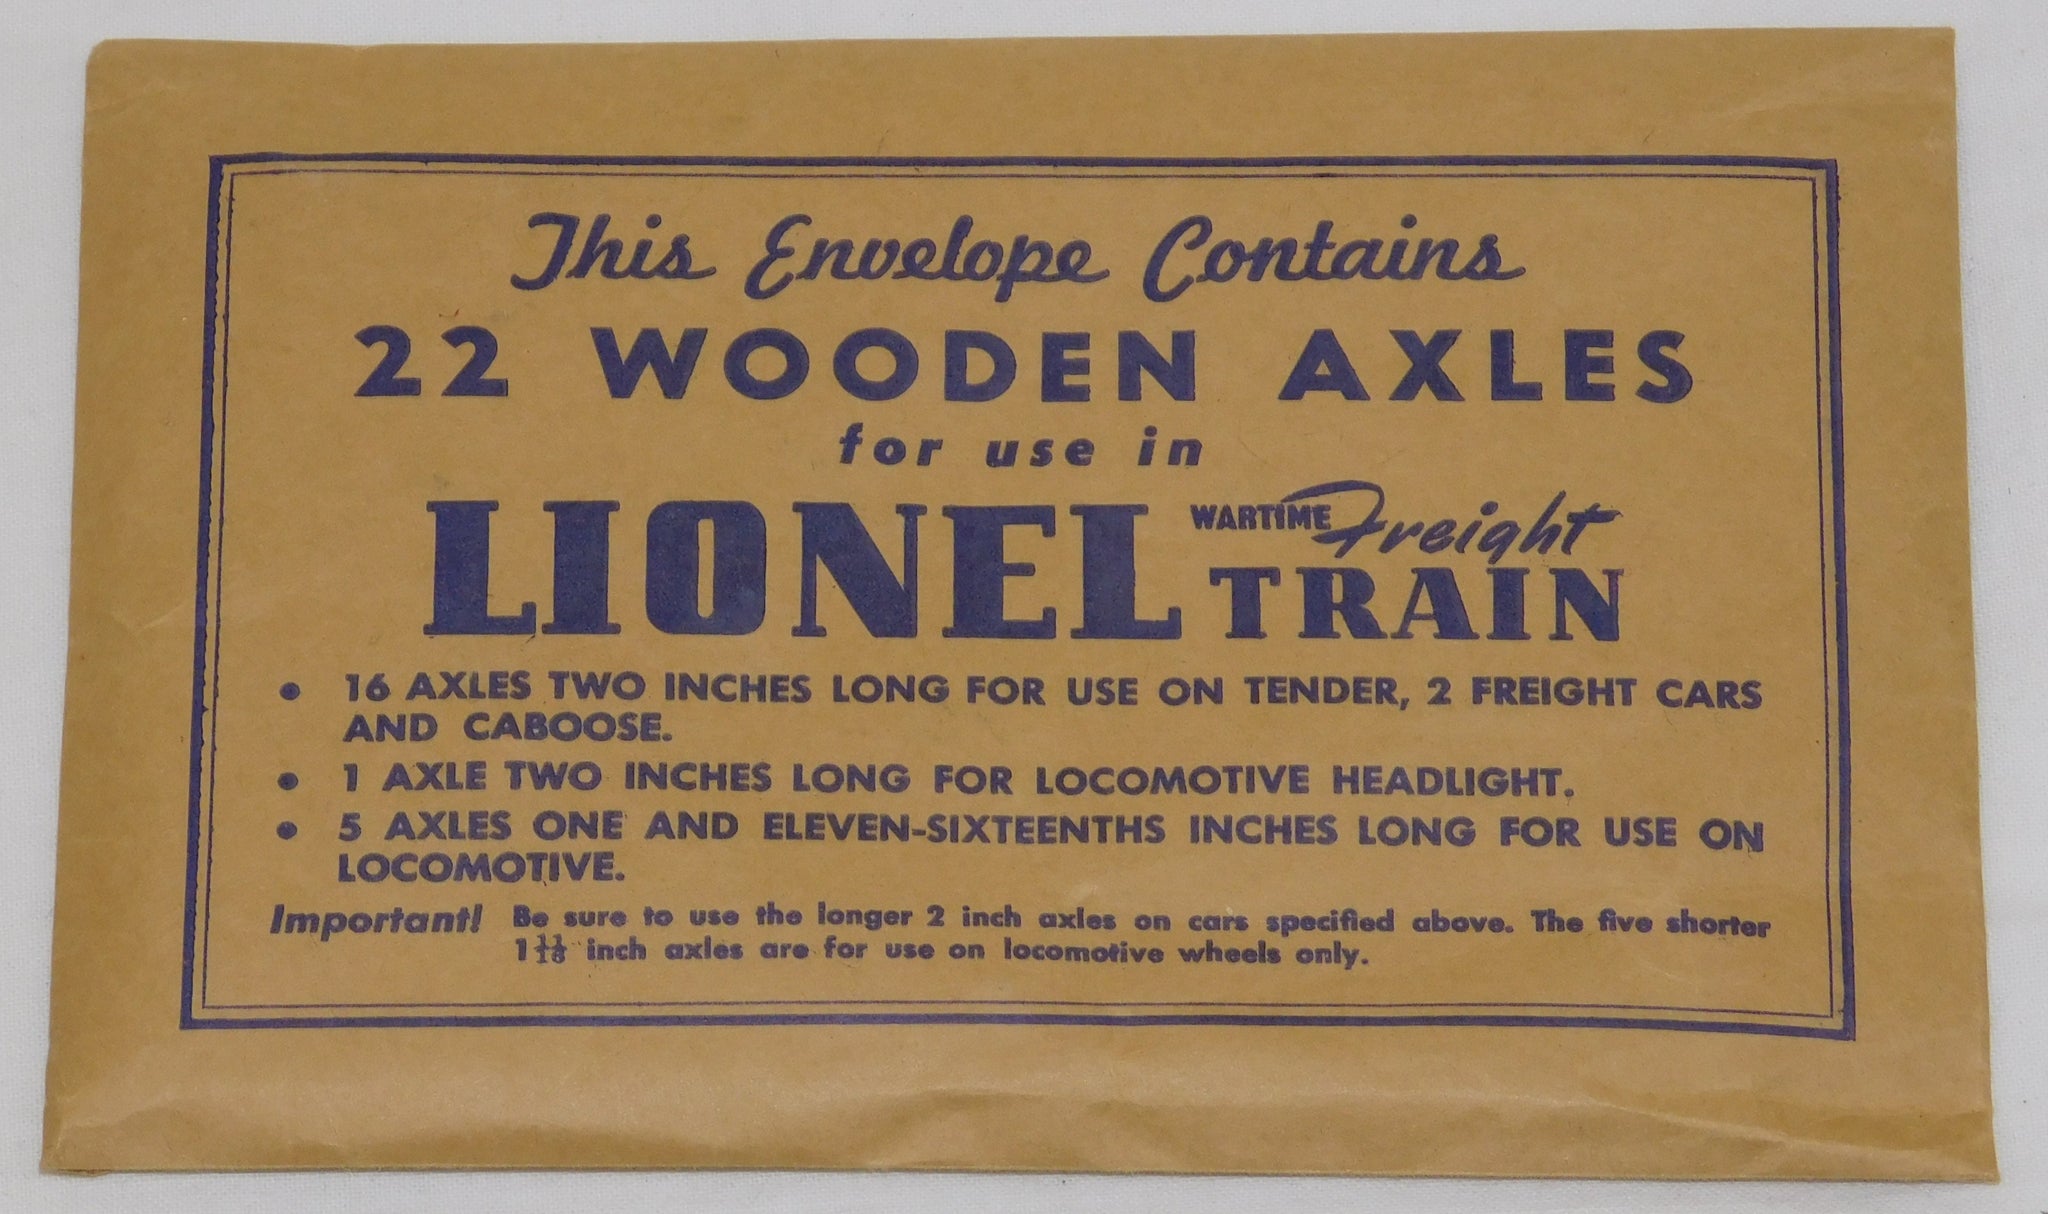 This Envelope Contains
22 WOODEN AXLES
for use in
LIONEL WARTIME Freight TRAIN
• 16 AXLES TWO INCHES LONG FOR USE ON TENDER, 2 FREIGHT CARS
AND CABOOSE.
• 1 AXLE TWO INCHES LONG FOR LOCOMOTIVE HEADLIGHT.
• 5 AXLES ONE AND ELEVEN-SIXTEENTHS INCHES LONG FOR USE ON
LOCOMOTIVE.
Important! Be sure to use the longer 2 inch axles on cars specified above. The five shorter
1 11/16 inch axles are for use on locomotive wheels only.